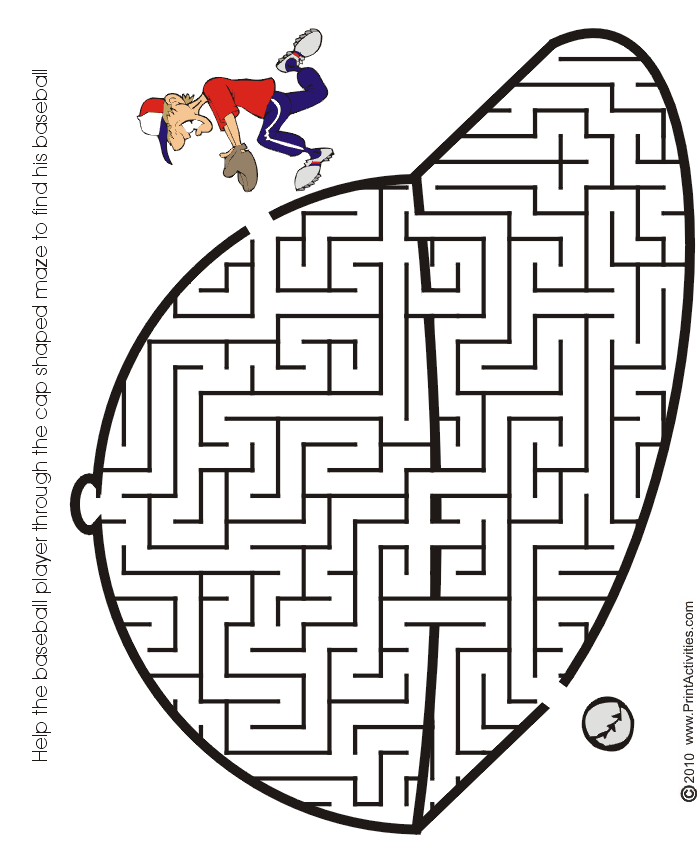 Help the baseball player through the cap shaped maze to find his baseball
© 2010 www.PrintActivities.com